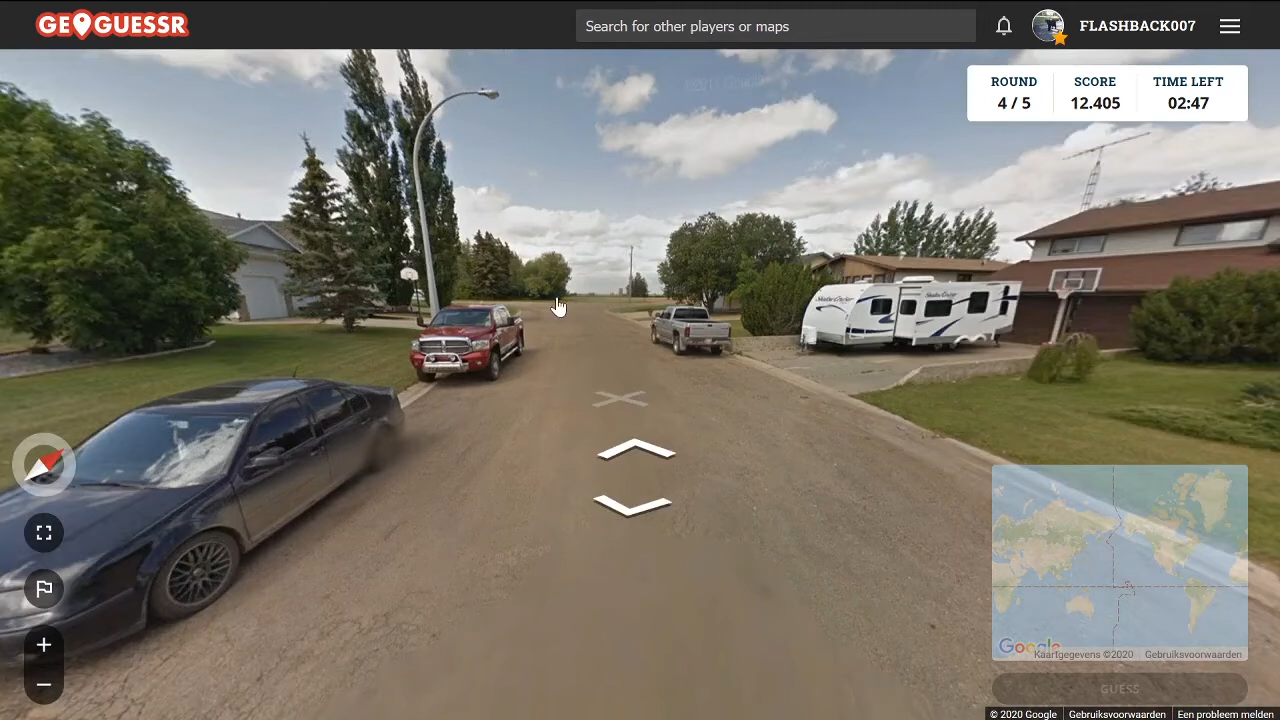 GEOGUESSR
Search for other players or maps
FLASHBACK007
ROUND
4 / 5
SCORE
12.405
TIME LEFT
02:47
Google
Kaartgegevens ©2020 Gebruiksvoorwaarden
GUESS
© 2020 Google Gebruiksvoorwaarden Een probleem melden